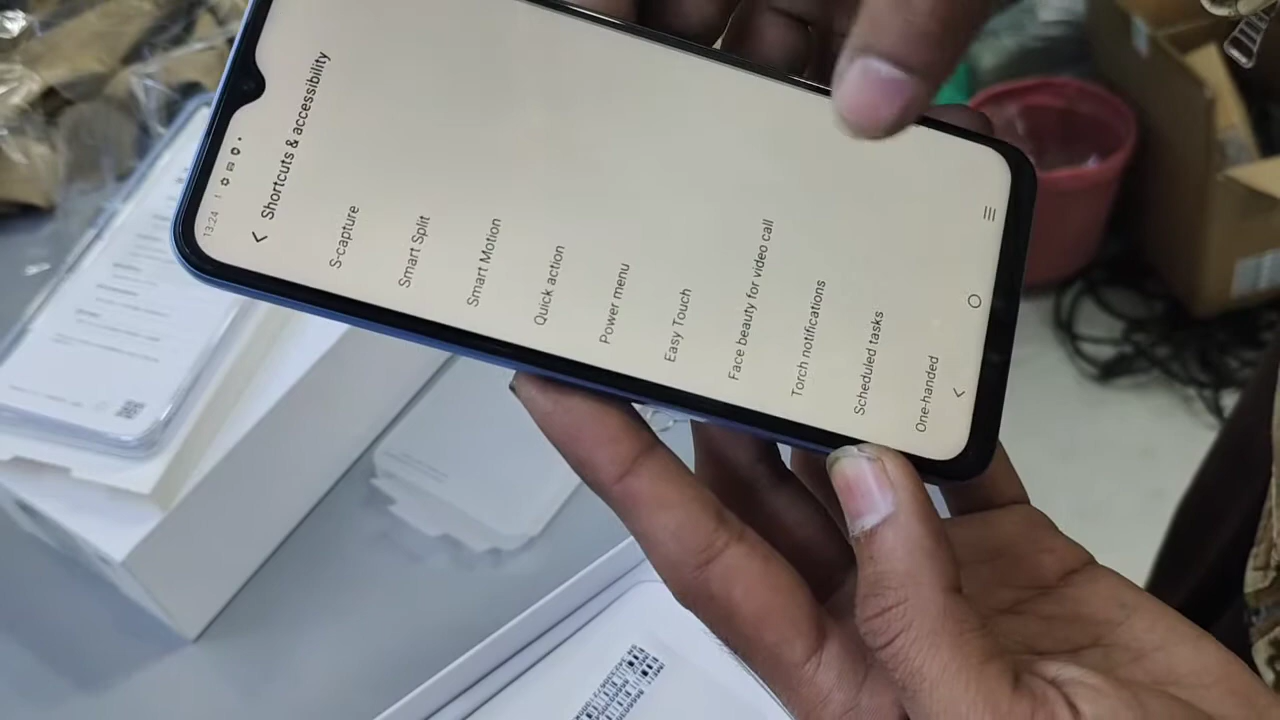 13:24
Shortcuts & accessibility
S-capture
Smart Split
Smart Motion
Quick action
Power menu
Easy Touch
Face beauty for video call
Torch notifications
Scheduled tasks
One-handed